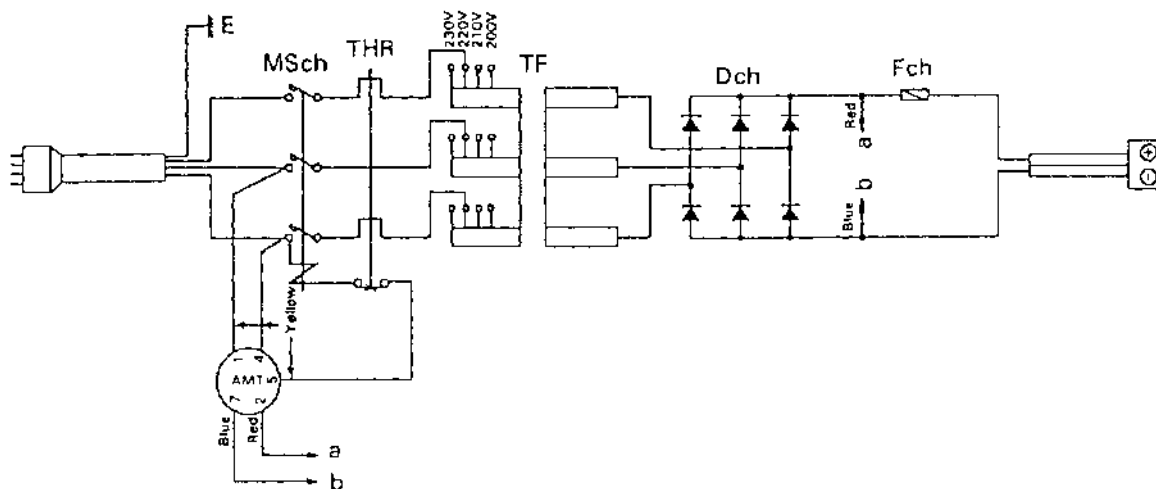 E
MSch
THR
230V
220V
210V
200V
TF
Dch
Fch
Red
a
b
Blue
⊕
⊖
Yellow
1 4
AMT 5
7 2
Blue
Red
a
b